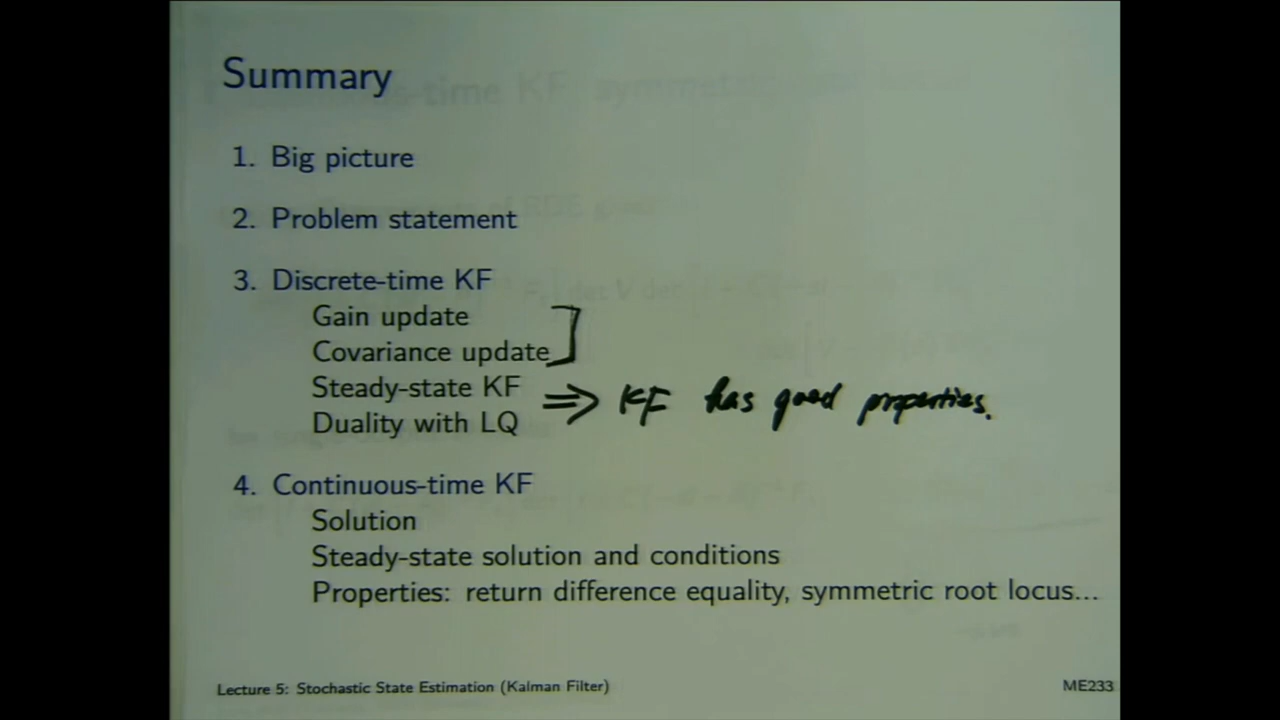 Summary
1. Big picture
2. Problem statement
3. Discrete-time KF
Gain update
Covariance update
Steady-state KF
Duality with LQ
⇒ KF has good properties.
4. Continuous-time KF
Solution
Steady-state solution and conditions
Properties: return difference equality, symmetric root locus...
Lecture 5: Stochastic State Estimation (Kalman Filter)
ME233